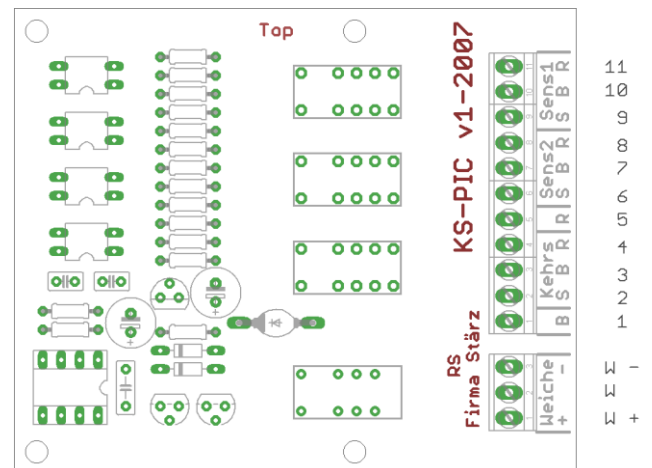 Top
KS-PIC v1-2007
RS
Firma Stärz
Sens1
S B R
Sens2
S B R
R
Kehrs
S B R
B
Weiche
+ -
11
10
9
8
7
6
5
4
3
2
1
W -
W
W +